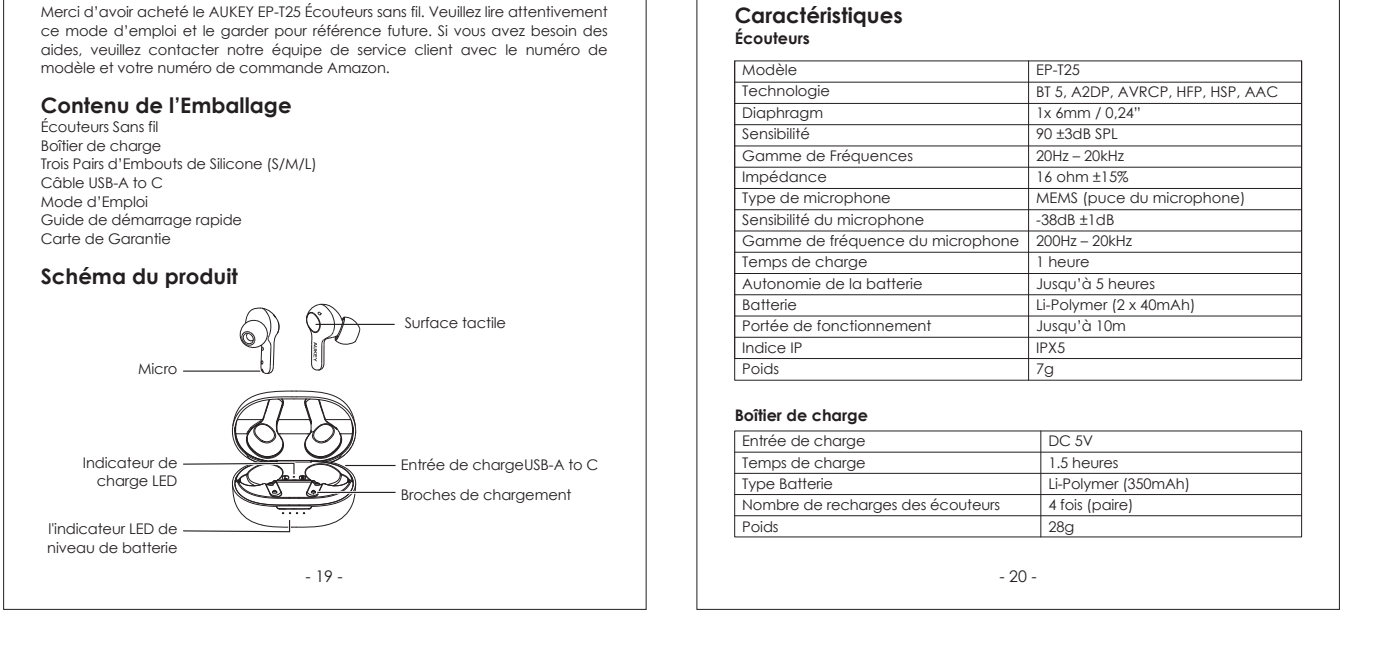 Merci d’avoir acheté le AUKEY EP-T25 Écouteurs sans fil. Veuillez lire attentivement
ce mode d’emploi et le garder pour référence future. Si vous avez besoin des
aides, veuillez contacter notre équipe de service client avec le numéro de
modèle et votre numéro de commande Amazon.
Contenu de l’Emballage
Écouteurs Sans fil
Boîtier de charge
Trois Pairs d’Embouts de Silicone (S/M/L)
Câble USB-A to C
Mode d’Emploi
Guide de démarrage rapide
Carte de Garantie
Schéma du produit
Surface tactile
AUKEY
Micro
Indicateur de
charge LED
Entrée de chargeUSB-A to C
Broches de chargement
l'indicateur LED de
niveau de batterie
- 19 -
Caractéristiques
Écouteurs
Modèle EP-T25
Technologie BT 5, A2DP, AVRCP, HFP, HSP, AAC
Diaphragm 1x 6mm / 0,24”
Sensibilité 90 ±3dB SPL
Gamme de Fréquences 20Hz – 20kHz
Impédance 16 ohm ±15%
Type de microphone MEMS (puce du microphone)
Sensibilité du microphone -38dB ±1dB
Gamme de fréquence du microphone 200Hz – 20kHz
Temps de charge 1 heure
Autonomie de la batterie Jusqu’à 5 heures
Batterie Li-Polymer (2 x 40mAh)
Portée de fonctionnement Jusqu’à 10m
Indice IP IPX5
Poids 7g
Boîtier de charge
Entrée de charge DC 5V
Temps de charge 1.5 heures
Type Batterie Li-Polymer (350mAh)
Nombre de recharges des écouteurs 4 fois (paire)
Poids 28g
- 20 -